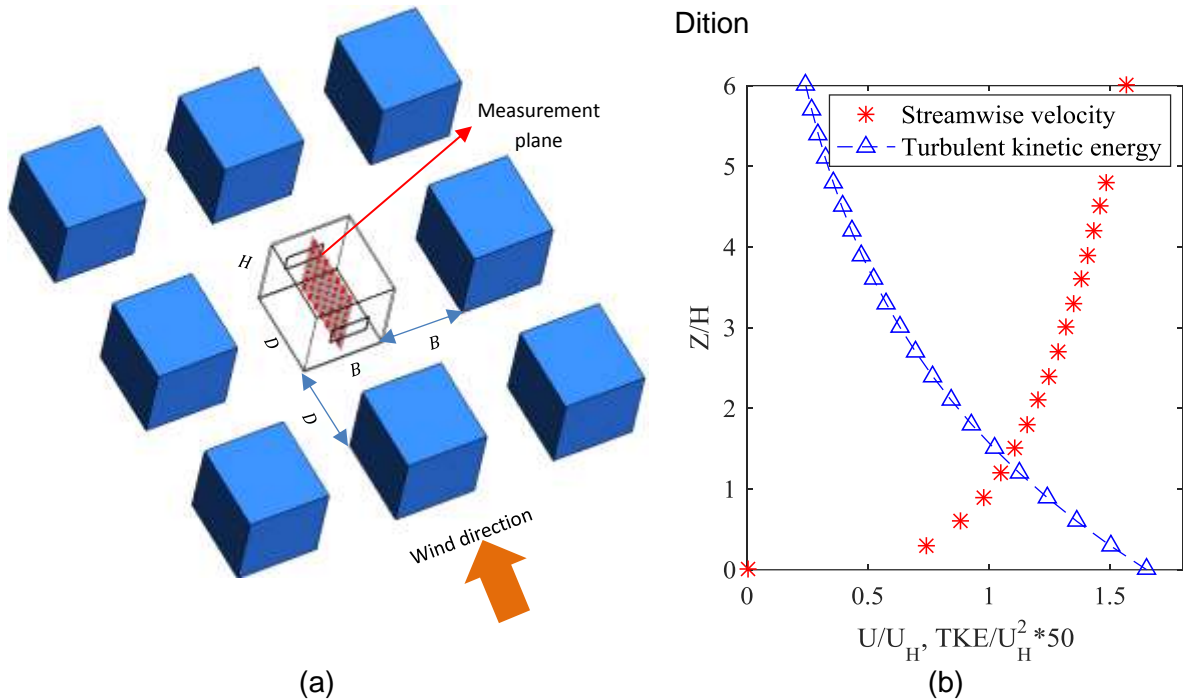 Dition
Measurement
plane
H
D
B
B
D
Wind direction
(a)
6
5
4
3
2
1
0
Z/H
Streamwise velocity
Turbulent kinetic energy
0 0.5 1 1.5
U/U_H, TKE/U_H^2*50
(b)